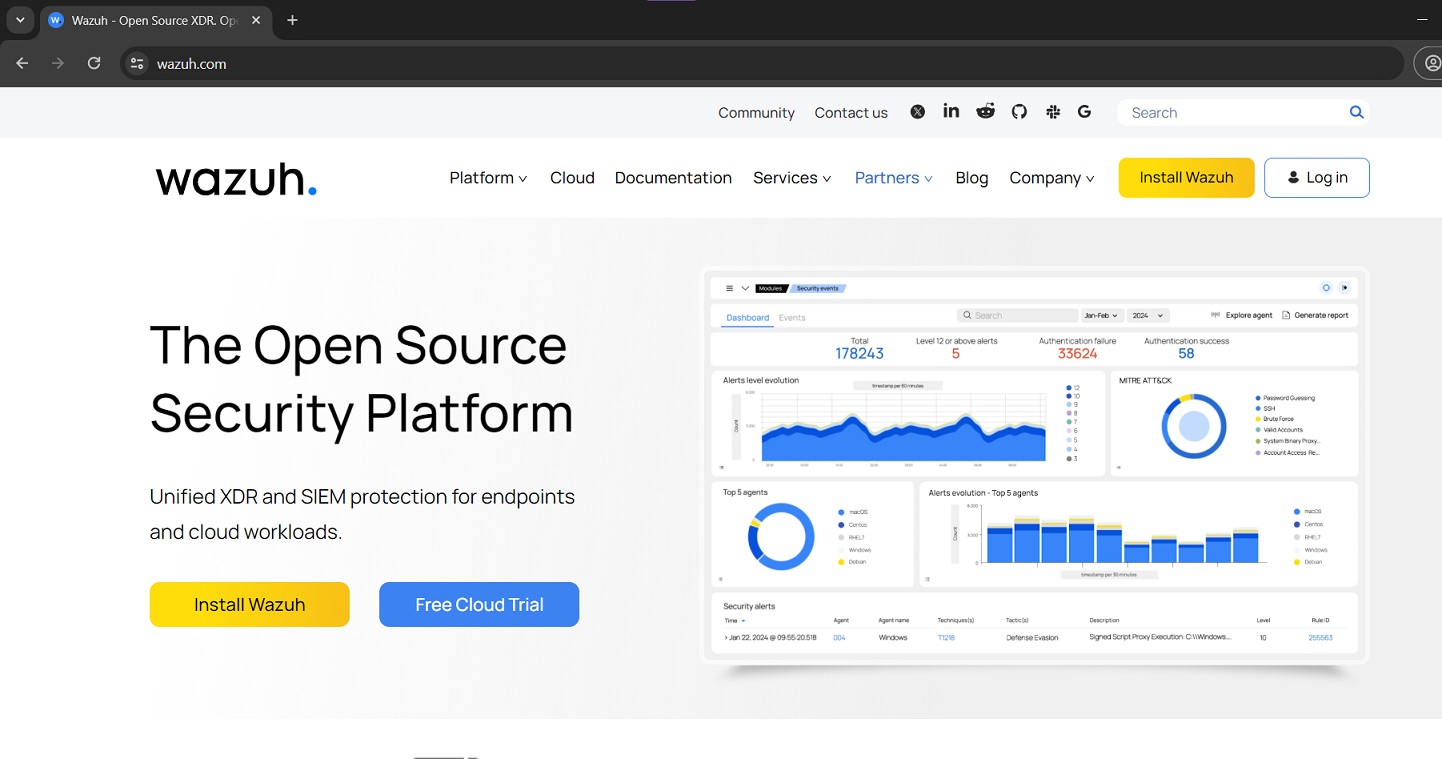 Wazuh - Open Source XDR. Ope
wazuh.com
Community Contact us Search
wazuh.
Platform Cloud Documentation Services Partners Blog Company Install Wazuh Log in
The Open Source
Security Platform
Unified XDR and SIEM protection for endpoints
and cloud workloads.
Install Wazuh Free Cloud Trial
Modules Security events
Dashboard Events Search Jan-Feb 2024 Explore agent Generate report
Total Level 12 or above alerts Authentication failure Authentication success
178243 5 33624 58
Alerts level evolution
timestamp per 60 minutes
Count
12
10
9
8
7
6
5
4
3
MITRE ATT&CK
Password Guessing
SSH
Brute Force
Valid Accounts
System Binary Proxy...
Account Access Re...
Top 5 agents
macOS
Centos
RHEL7
Windows
Debian
Alerts evolution - Top 5 agents
Count
timestamp per 30 minutes
macOS
Centos
RHEL7
Windows
Debian
Security alerts
Time Agent Agent name Techniques(s) Tactic(s) Description Level Rule ID
Jan 22, 2024 @ 09:55:20.518 004 Windows T1218 Defense Evasion Signed Script Proxy Execution: C:\\Windows.... 10 255563